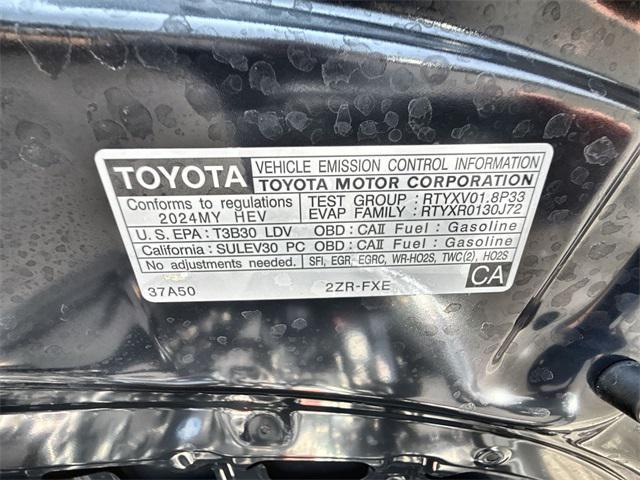 TOYOTA VEHICLE EMISSION CONTROL INFORMATION
TOYOTA MOTOR CORPORATION
Conforms to regulations
2024MY HEV
TEST GROUP : RTYXV01.8P33
EVAP FAMILY : RTYXR0130J72
U.S. EPA : T3B30 LDV OBD : CAII Fuel : Gasoline
California : SULEV30 PC OBD : CAII Fuel : Gasoline
No adjustments needed. SFI, EGR, EGRC, WR-HO2S, TWC(2), HO2S
CA
37A50 2ZR-FXE